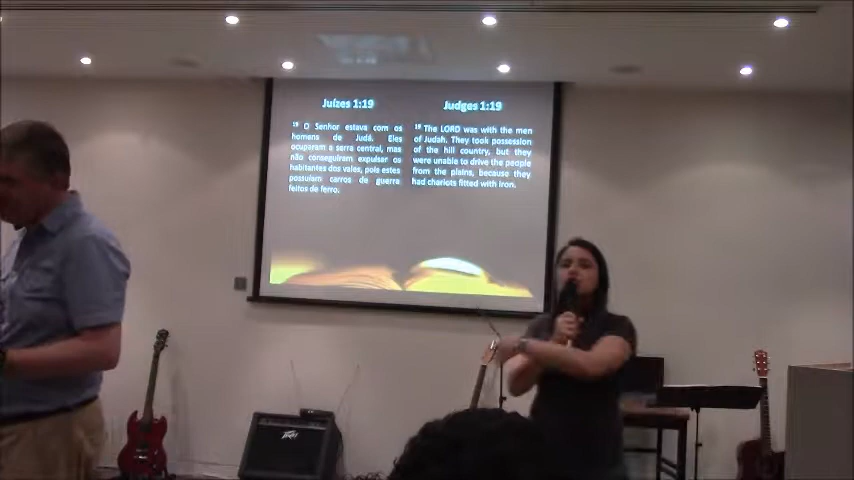 Juízes 1:19
19 O Senhor estava com os
homens de Judá. Eles
ocuparam a serra central, mas
não conseguiram expulsar os
habitantes dos vales, pois estes
possuíam carros de guerra
feitos de ferro.
Judges 1:19
19 The LORD was with the men
of Judah. They took possession
of the hill country, but they
were unable to drive the people
from the plains, because they
had chariots fitted with iron.
PEAVEY